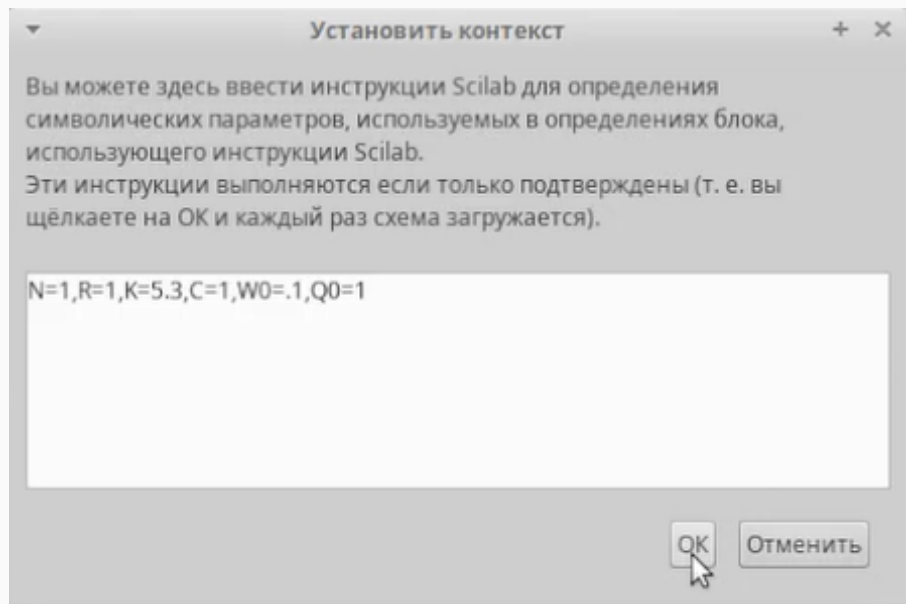 Установить контекст
Вы можете здесь ввести инструкции Scilab для определения
символических параметров, используемых в определениях блока,
использующего инструкции Scilab.
Эти инструкции выполняются если только подтверждены (т. е. вы
щёлкаете на ОК и каждый раз схема загружается).
N=1,R=1,K=5.3,C=1,W0=.1,Q0=1
ОК Отменить